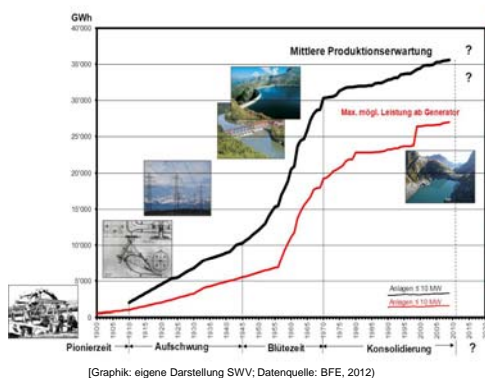 GWh
40'000
Mittlere Produktionserwartung
?
35'000
?
30'000
Max. mögl. Leistung ab Generator
25'000
20'000
15'000
10'000
5'000
Anlagen ≤ 10 MW
Anlagen ≤ 10 MW
0
1900 1905 1910 1915 1920 1925 1930 1935 1940 1945 1950 1955 1960 1965 1970 1975 1980 1985 1990 1995 2000 2005 2010
Pionierzeit Aufschwung Blütezeit Konsolidierung ?
[Graphik: eigene Darstellung SWV; Datenquelle: BFE, 2012)